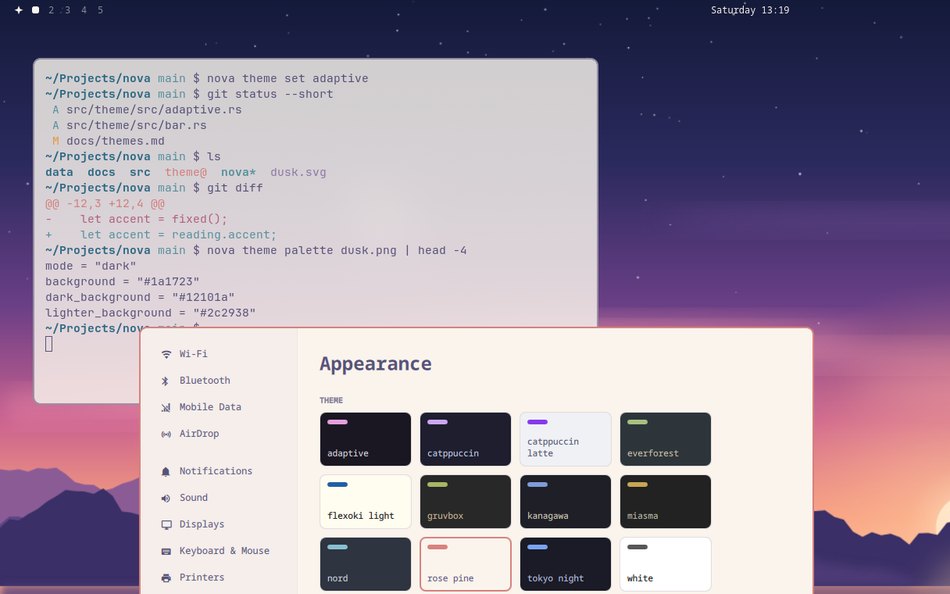 2 3 4 5
Saturday 13:19
~/Projects/nova main $ nova theme set adaptive
~/Projects/nova main $ git status --short
A src/theme/src/adaptive.rs
A src/theme/src/bar.rs
M docs/themes.md
~/Projects/nova main $ ls
data docs src theme@ nova* dusk.svg
~/Projects/nova main $ git diff
@@ -12,3 +12,4 @@
-    let accent = fixed();
+    let accent = reading.accent;
~/Projects/nova main $ nova theme palette dusk.png | head -4
mode = "dark"
background = "#1a1723"
dark_background = "#12101a"
lighter_background = "#2c2938"
~/Projects/nova main $
Wi-Fi
Bluetooth
Mobile Data
AirDrop
Notifications
Sound
Displays
Keyboard & Mouse
Printers
Appearance
THEME
adaptive
catppuccin
catppuccin
latte
everforest
flexoki light
gruvbox
kanagawa
miasma
nord
rose pine
tokyo night
white